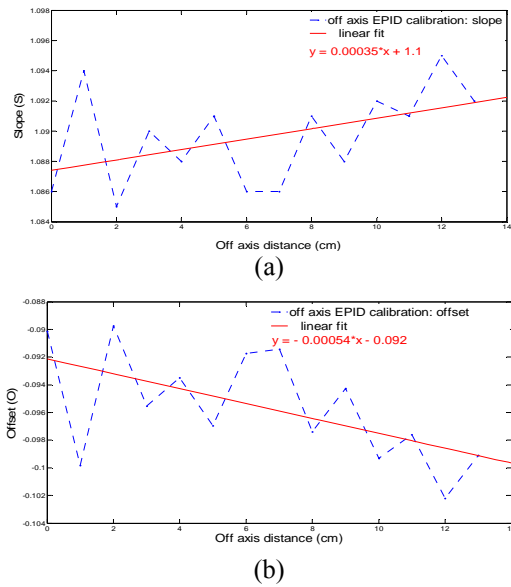 1.096
1.094
1.092
1.09
1.088
1.086
1.084
Slope (S)
off axis EPID calibration: slope
linear fit
y = 0.00035*x + 1.1
0 2 4 6 8 10 12 14
Off axis distance (cm)
(a)
-0.088
-0.09
-0.092
-0.094
-0.096
-0.098
-0.1
-0.102
-0.104
Offset (O)
off axis EPID calibration: offset
linear fit
y = - 0.00054*x - 0.092
0 2 4 6 8 10 12
Off axis distance (cm)
(b)